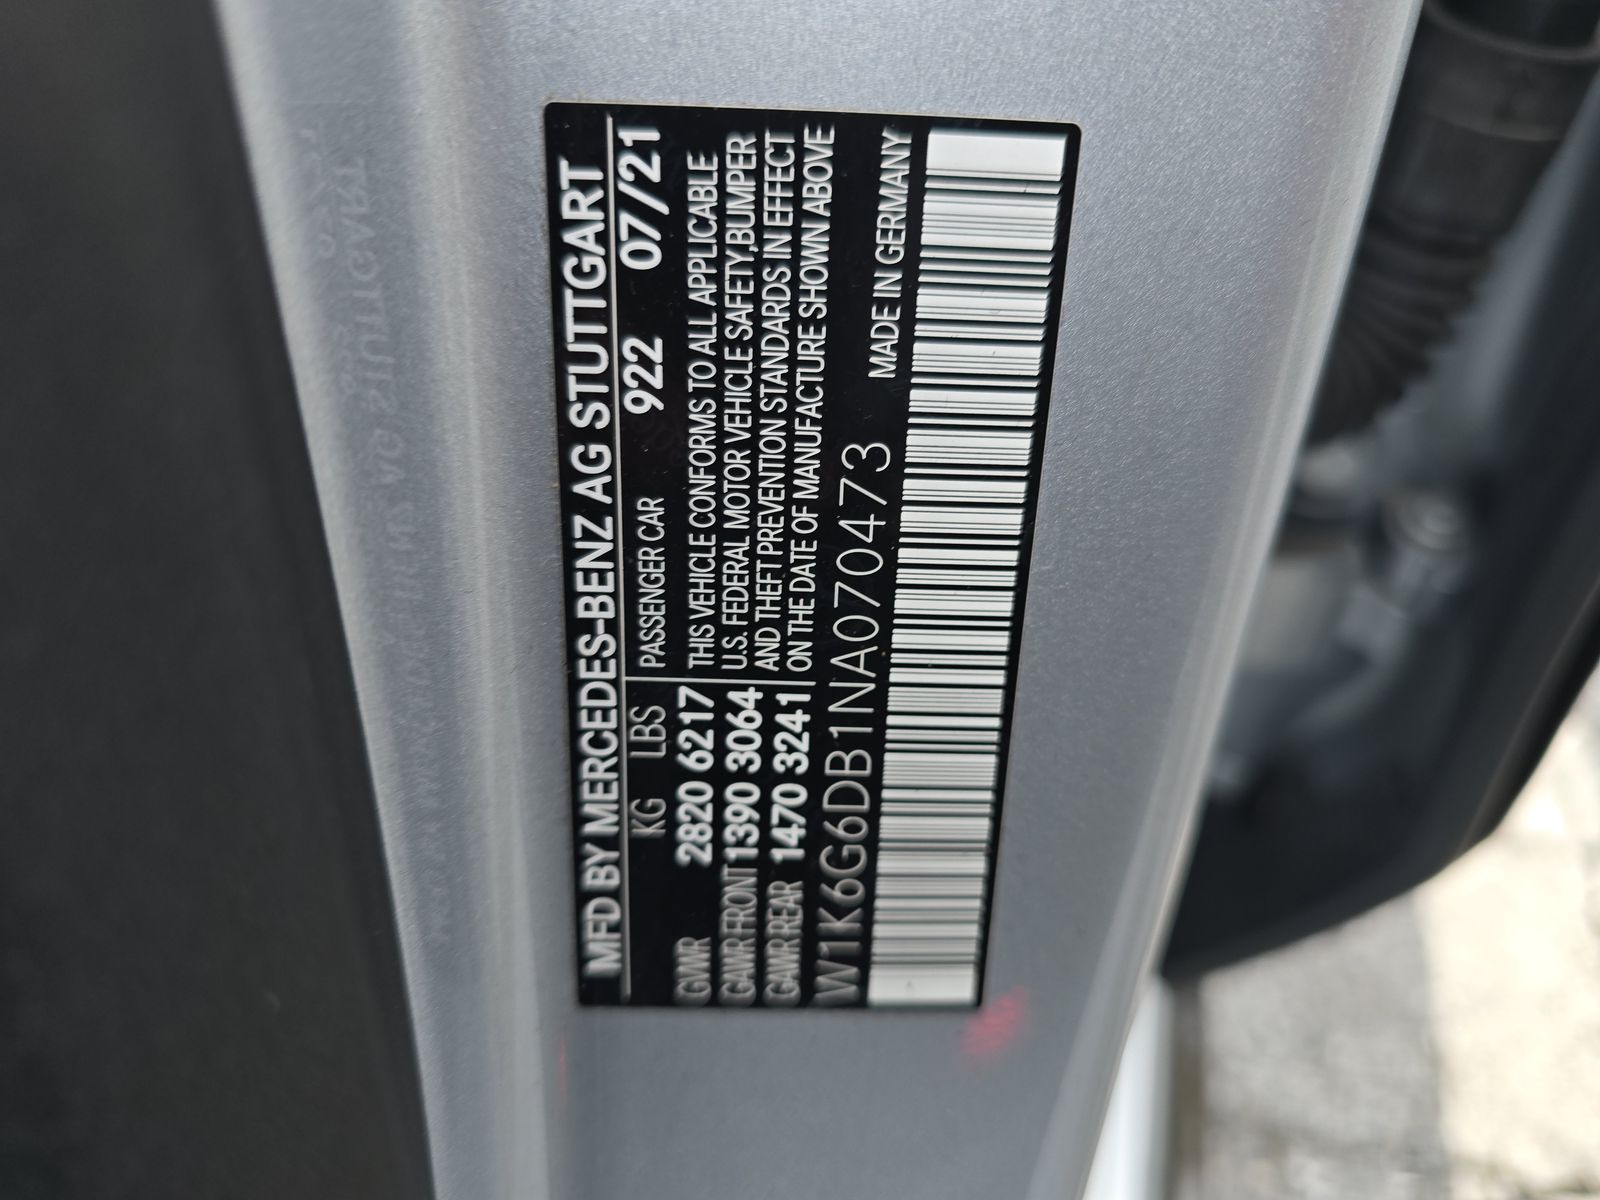 MFD BY MERCEDES-BENZ AG STUTTGART
KG LBS PASSENGER CAR 922 07/21
GVWR 2820 6217 THIS VEHICLE CONFORMS TO ALL APPLICABLE
GAWR FRONT 1390 3064 U.S. FEDERAL MOTOR VEHICLE SAFETY,BUMPER
GAWR REAR 1470 3241 AND THEFT PREVENTION STANDARDS IN EFFECT
ON THE DATE OF MANUFACTURE SHOWN ABOVE
W1K6G6DB1NA070473 MADE IN GERMANY